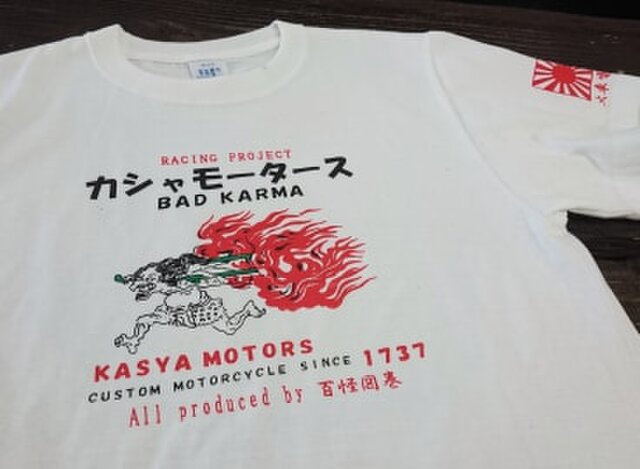 RACING PROJECT
カシャモータース
BAD KARMA
KASYA MOTORS
CUSTOM MOTORCYCLE SINCE 1737
All produced by 百怪圖巻